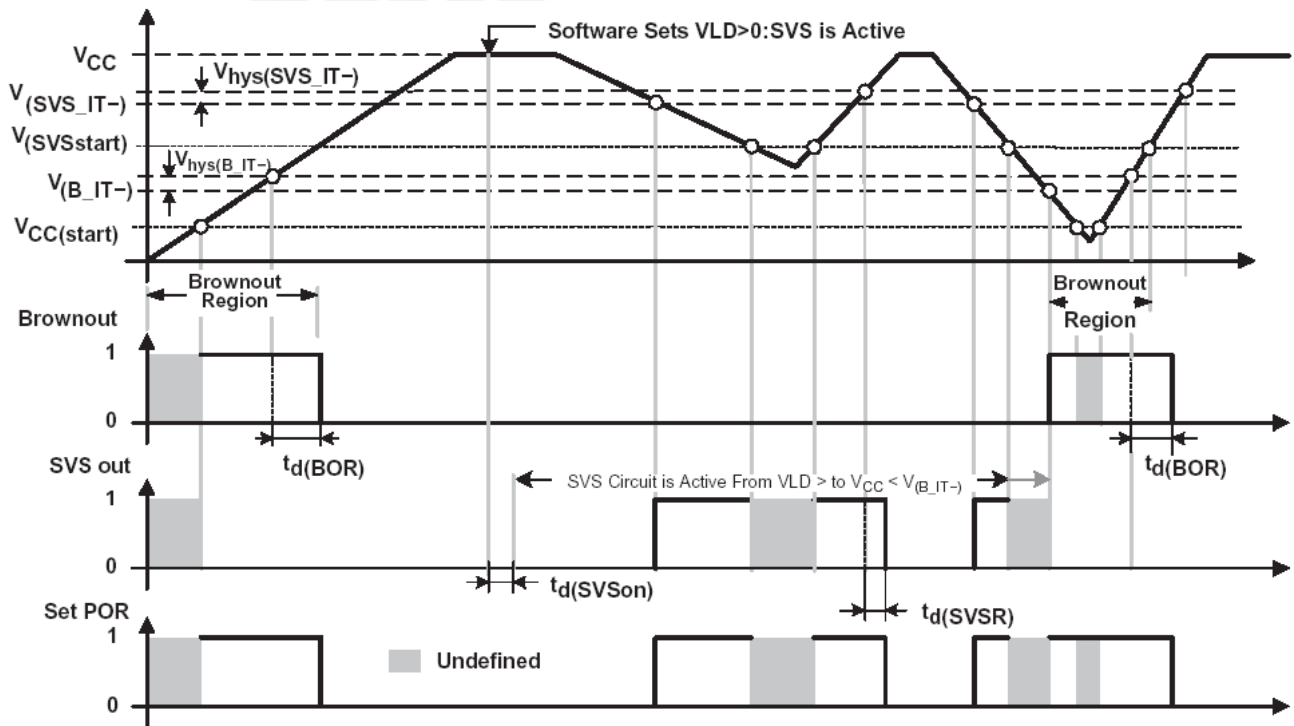 Software Sets VLD>0:SVS is Active
VCC
Vhys(SVS_IT−)
V(SVS_IT−)
V(SVSstart)
Vhys(B_IT−)
V(B_IT−)
VCC(start)
Brownout
Region
Brownout
Region
Brownout
1
0
td(BOR)
td(BOR)
SVS out
SVS Circuit is Active From VLD > to VCC < V(B_IT−)
1
0
td(SVSon)
td(SVSR)
Set POR
1
Undefined
0